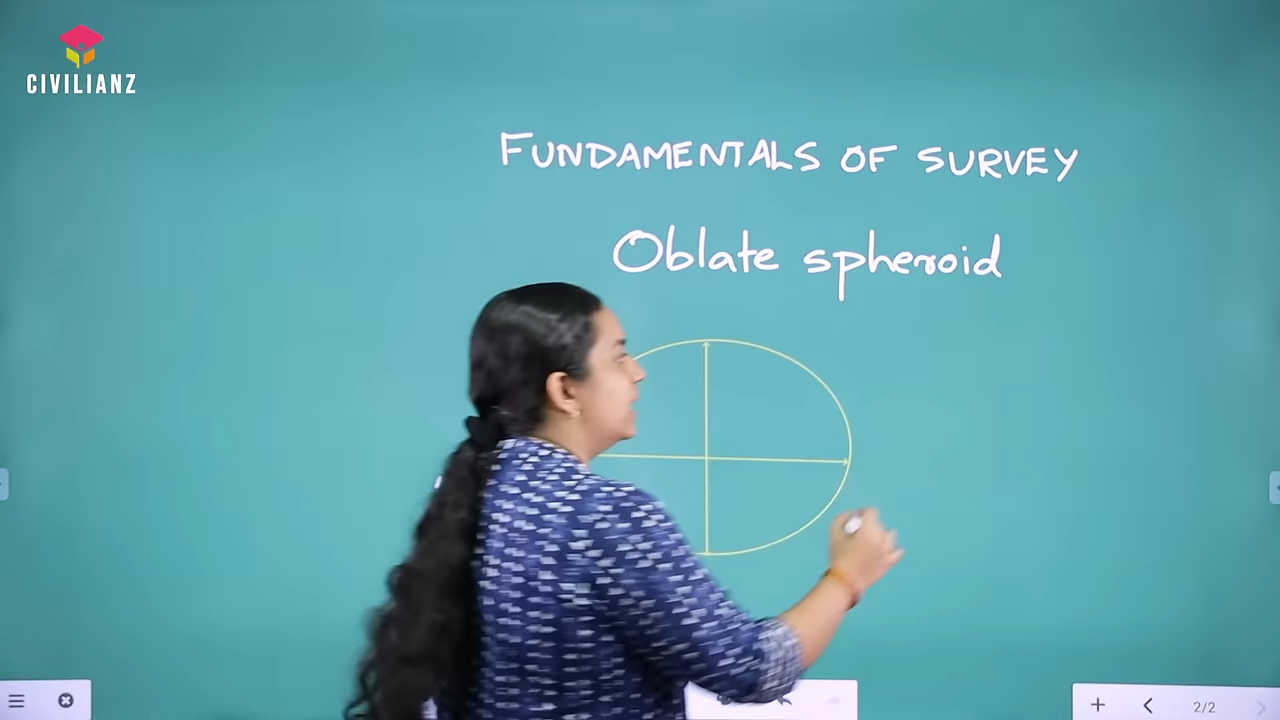 CIVILIANZ
FUNDAMENTALS OF SURVEY
Oblate spheroid
2/2